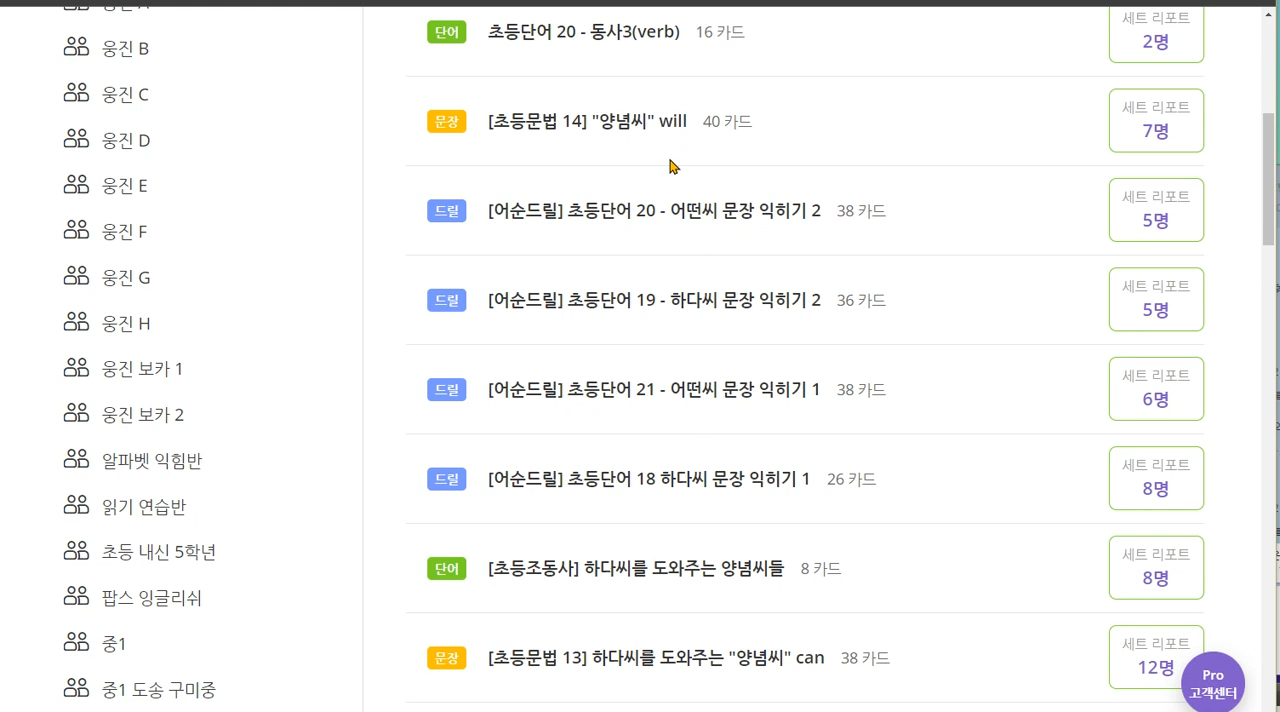 웅진 B
웅진 C
웅진 D
웅진 E
웅진 F
웅진 G
웅진 H
웅진 보카 1
웅진 보카 2
알파벳 익힘반
읽기 연습반
초등 내신 5학년
팝스 잉글리쉬
중1
중1 도송 구미중
단어 초등단어 20 - 동사3(verb) 16 카드
세트 리포트
2명
문장 [초등문법 14] "양념씨" will 40 카드
세트 리포트
7명
드릴 [어순드릴] 초등단어 20 - 어떤씨 문장 익히기 2 38 카드
세트 리포트
5명
드릴 [어순드릴] 초등단어 19 - 하다씨 문장 익히기 2 36 카드
세트 리포트
5명
드릴 [어순드릴] 초등단어 21 - 어떤씨 문장 익히기 1 38 카드
세트 리포트
6명
드릴 [어순드릴] 초등단어 18 하다씨 문장 익히기 1 26 카드
세트 리포트
8명
단어 [초등조동사] 하다씨를 도와주는 양념씨들 8 카드
세트 리포트
8명
문장 [초등문법 13] 하다씨를 도와주는 "양념씨" can 38 카드
세트 리포트
12명
Pro
고객센터